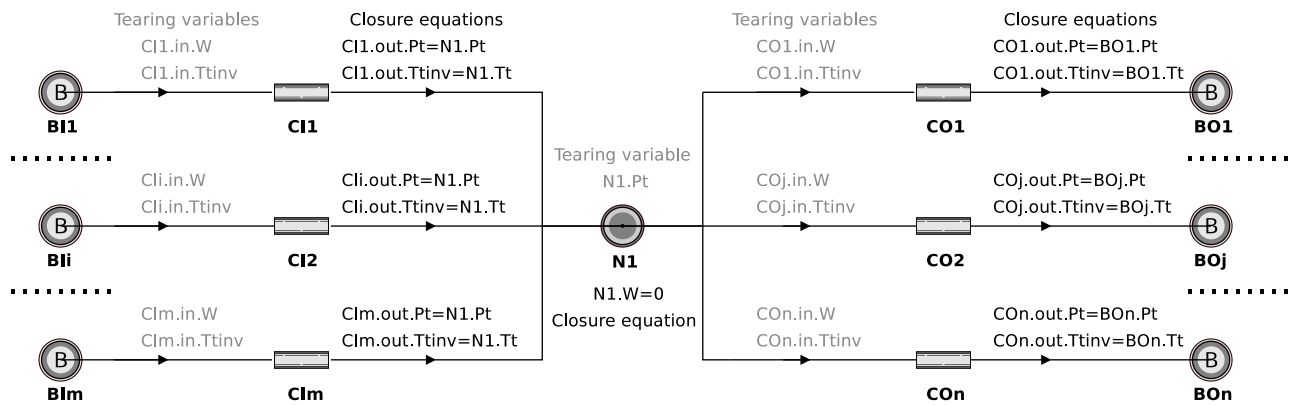 Tearing variables
CI1.in.W
CI1.in.Ttinv
Closure equations
CI1.out.Pt=N1.Pt
CI1.out.Ttinv=N1.Tt
B
BI1
CI1
CIi.in.W
CIi.in.Ttinv
CIi.out.Pt=N1.Pt
CIi.out.Ttinv=N1.Tt
B
BIi
CI2
CIm.in.W
CIm.in.Ttinv
CIm.out.Pt=N1.Pt
CIm.out.Ttinv=N1.Tt
B
BIm
CIm
Tearing variable
N1.Pt
N1
N1.W=0
Closure equation
Tearing variables
CO1.in.W
CO1.in.Ttinv
Closure equations
CO1.out.Pt=BO1.Pt
CO1.out.Ttinv=BO1.Tt
B
CO1
BO1
COj.in.W
COj.in.Ttinv
COj.out.Pt=BOj.Pt
COj.out.Ttinv=BOj.Tt
B
CO2
BOj
COn.in.W
COn.in.Ttinv
COn.out.Pt=BOn.Pt
COn.out.Ttinv=BOn.Tt
B
COn
BOn